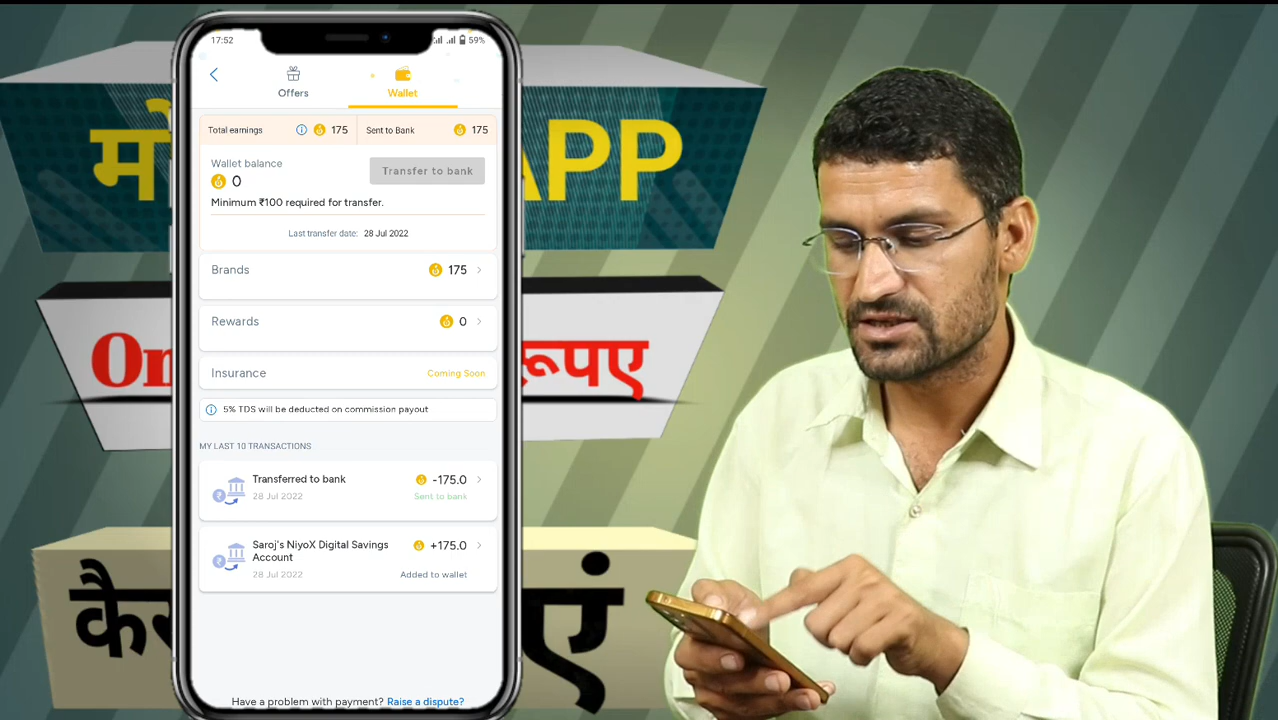 17:52
59%
Offers
Wallet
Total earnings
175
Sent to Bank
175
Wallet balance
0
Transfer to bank
Minimum ₹100 required for transfer.
Last transfer date: 28 Jul 2022
Brands
175
Rewards
0
Insurance
Coming Soon
5% TDS will be deducted on commission payout
MY LAST 10 TRANSACTIONS
Transferred to bank
-175.0
28 Jul 2022
Sent to bank
Saroj's NiyoX Digital Savings
Account
+175.0
28 Jul 2022
Added to wallet
Have a problem with payment? Raise a dispute?
APP